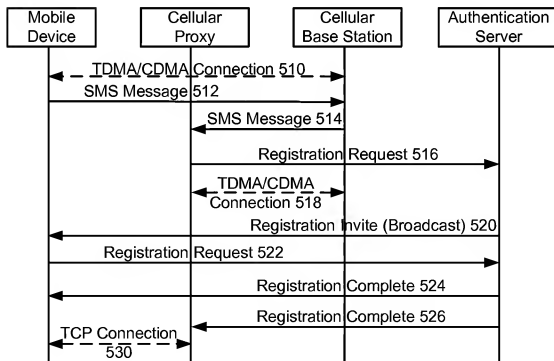 Mobile Device
Cellular Proxy
Cellular Base Station
Authentication Server
TDMA/CDMA Connection 510
SMS Message 512
SMS Message 514
Registration Request 516
TDMA/CDMA
Connection 518
Registration Invite (Broadcast) 520
Registration Request 522
Registration Complete 524
Registration Complete 526
TCP Connection
530